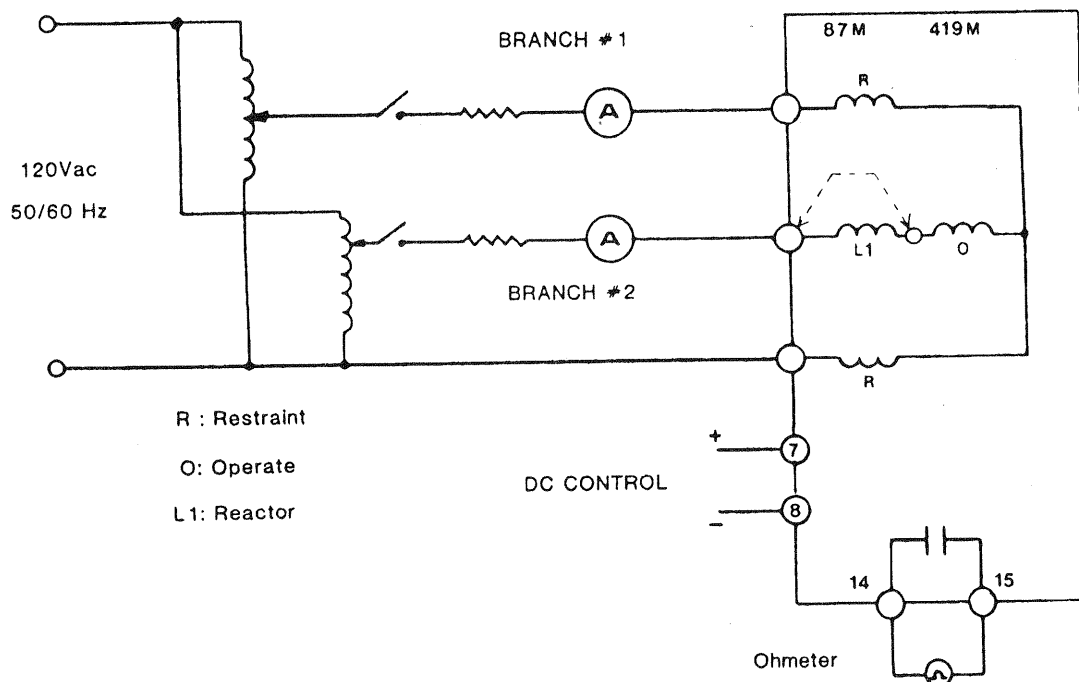 87M 419M
BRANCH #1
R
A
120Vac
50/60 Hz
A
L1 O
BRANCH #2
R
R : Restraint
O: Operate
L1: Reactor
DC CONTROL
+
7
8
−
14 15
Ohmeter